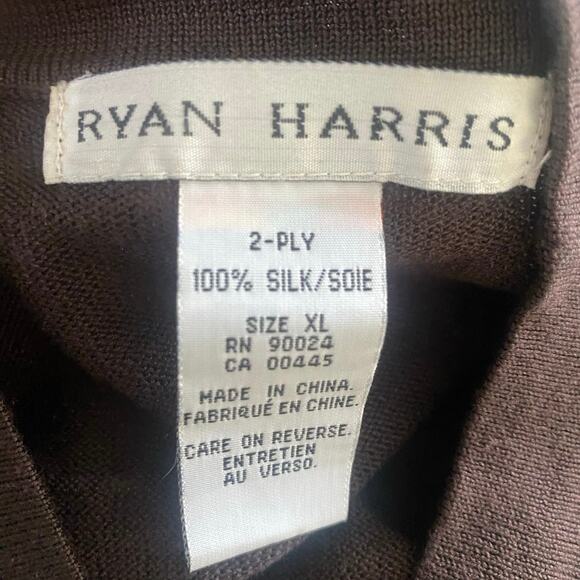 RYAN HARRIS
2-PLY
100% SILK/SOIE
SIZE XL
RN 90024
CA 00445
MADE IN CHINA.
FABRIQUÉ EN CHINE.
CARE ON REVERSE.
ENTRETIEN
AU VERSO.